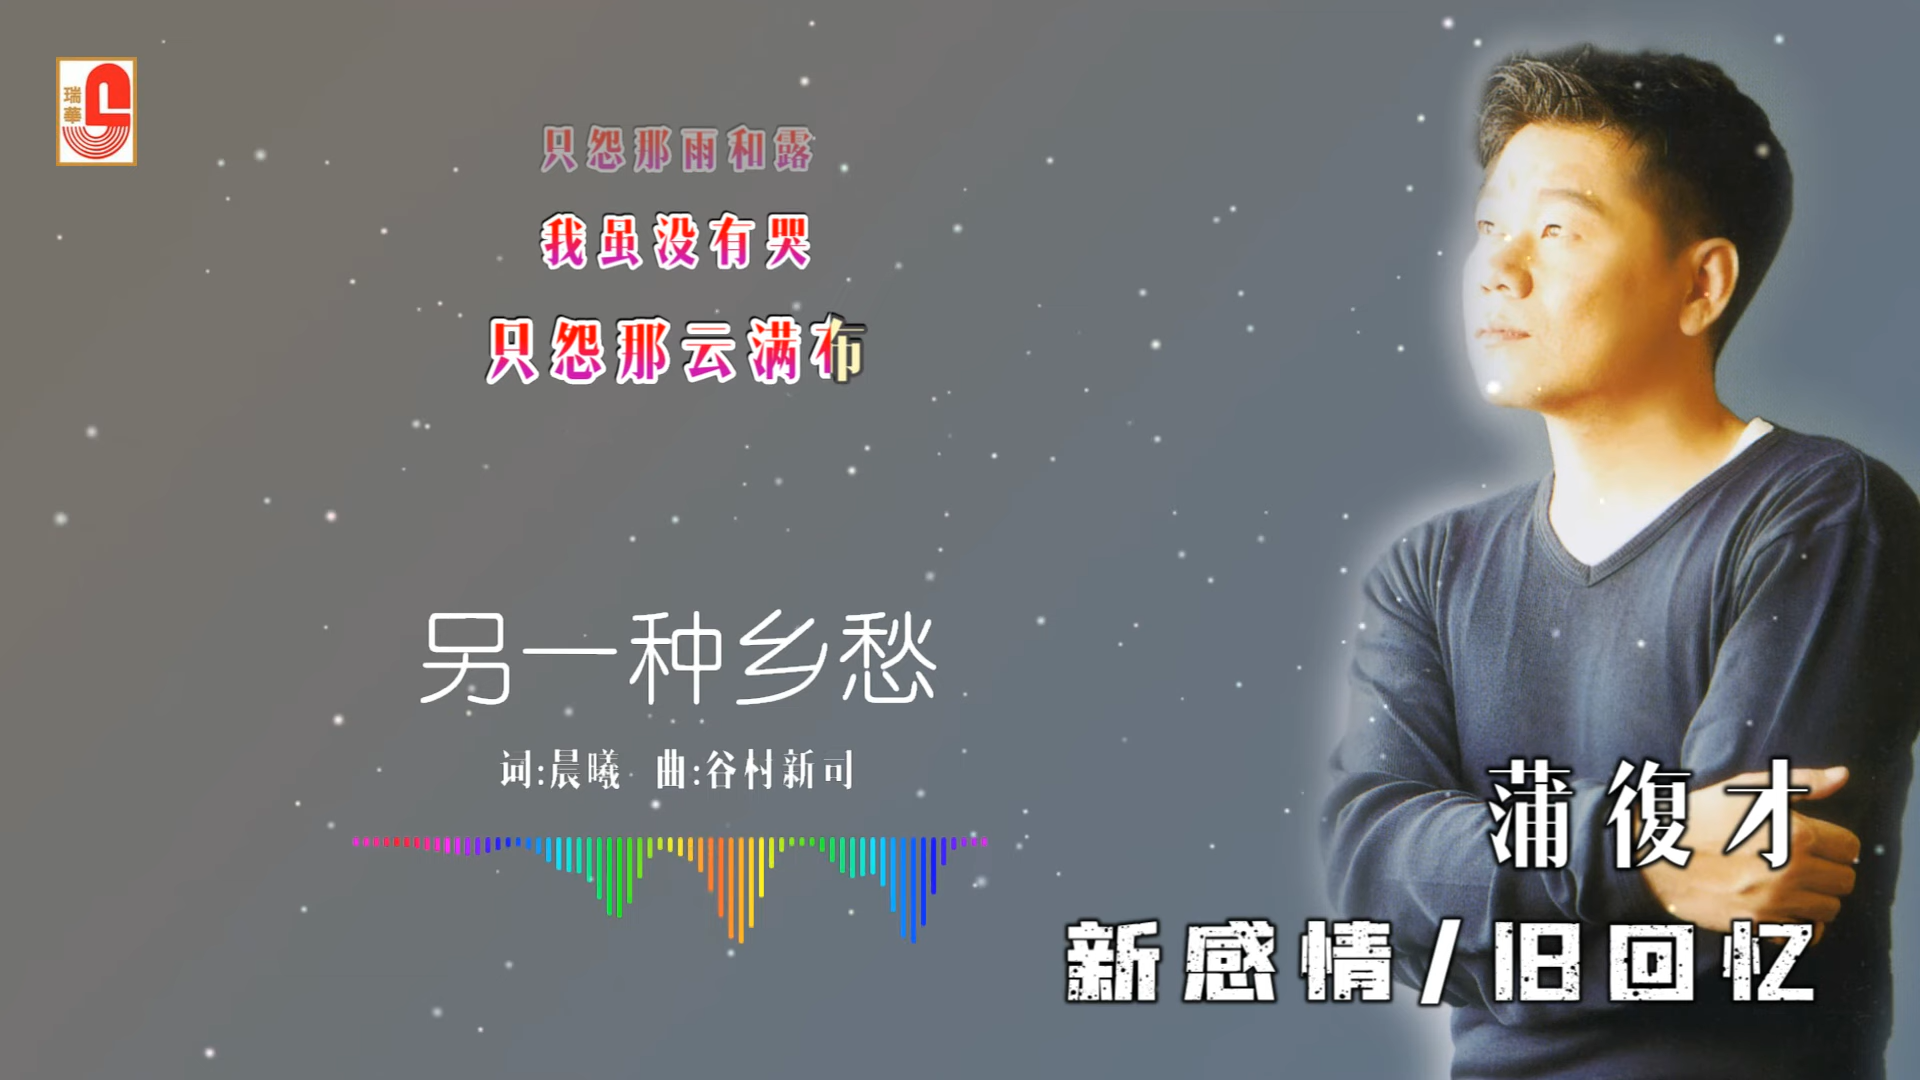 瑞華
只怨那雨和露
我虽没有哭
只怨那云满布
另一种乡愁
词:晨曦 曲:谷村新司
蒲復才
新感情/旧回忆